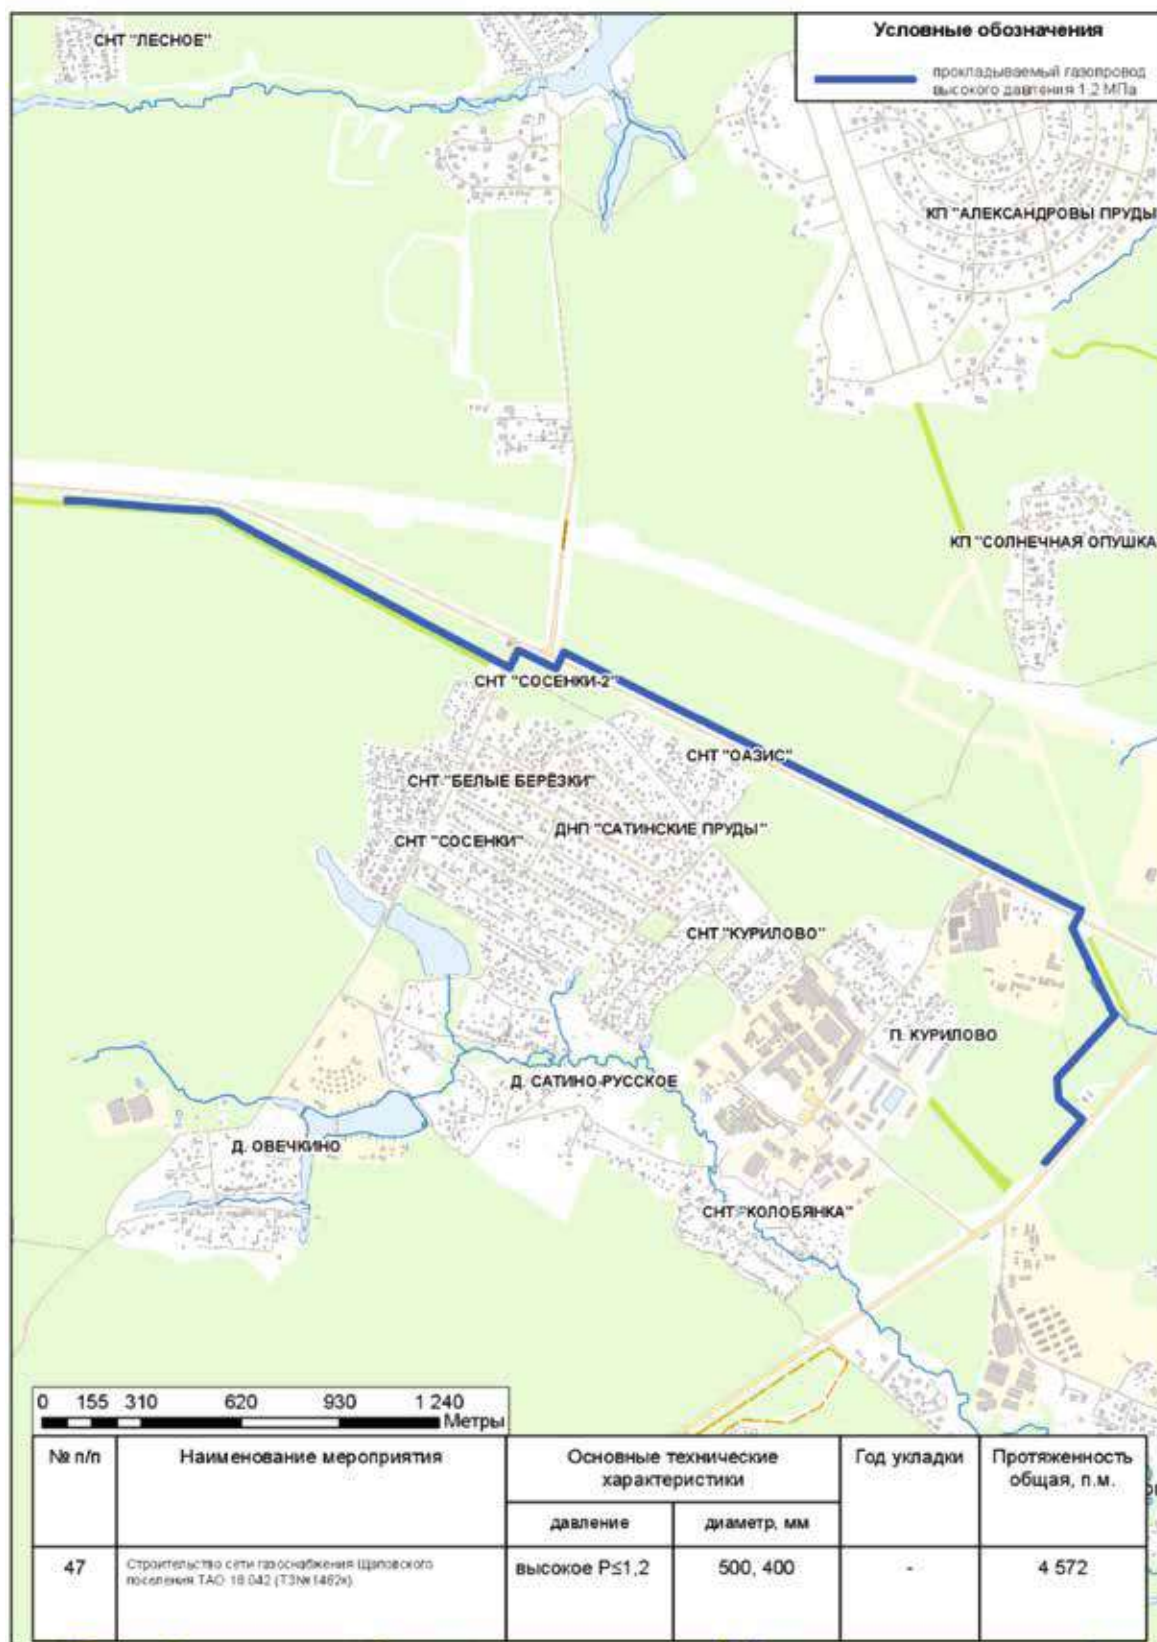 Условные обозначения
прокладываемый газопровод
высокого давления 1,2 МПа
СНТ "ЛЕСНОЕ"
КП "АЛЕКСАНДРОВЫ ПРУДЫ
КП "СОЛНЕЧНАЯ ОПУШКА
СНТ "СОСЕНКИ-2"
СНТ "ОАЗИС"
СНТ "БЕЛЫЕ БЕРЁЗКИ"
ДНП "САТИНСКИЕ ПРУДЫ"
СНТ "СОСЕНКИ"
СНТ "КУРИЛОВО"
П. КУРИЛОВО
Д. САТИНО-РУССКОЕ
Д. ОВЕЧКИНО
СНТ "КОЛОБЯНКА"
0 155 310 620 930 1 240
Метры
№ п/п
Наименование мероприятия
Основные технические
характеристики
давление
диаметр, мм
Год укладки
Протяженность
общая, п.м.
47
Строительство сети газоснабжения Щаповского
поселения ТАО 18.042 (ТЗ№1462к)
высокое P≤1,2
500, 400
-
4 572